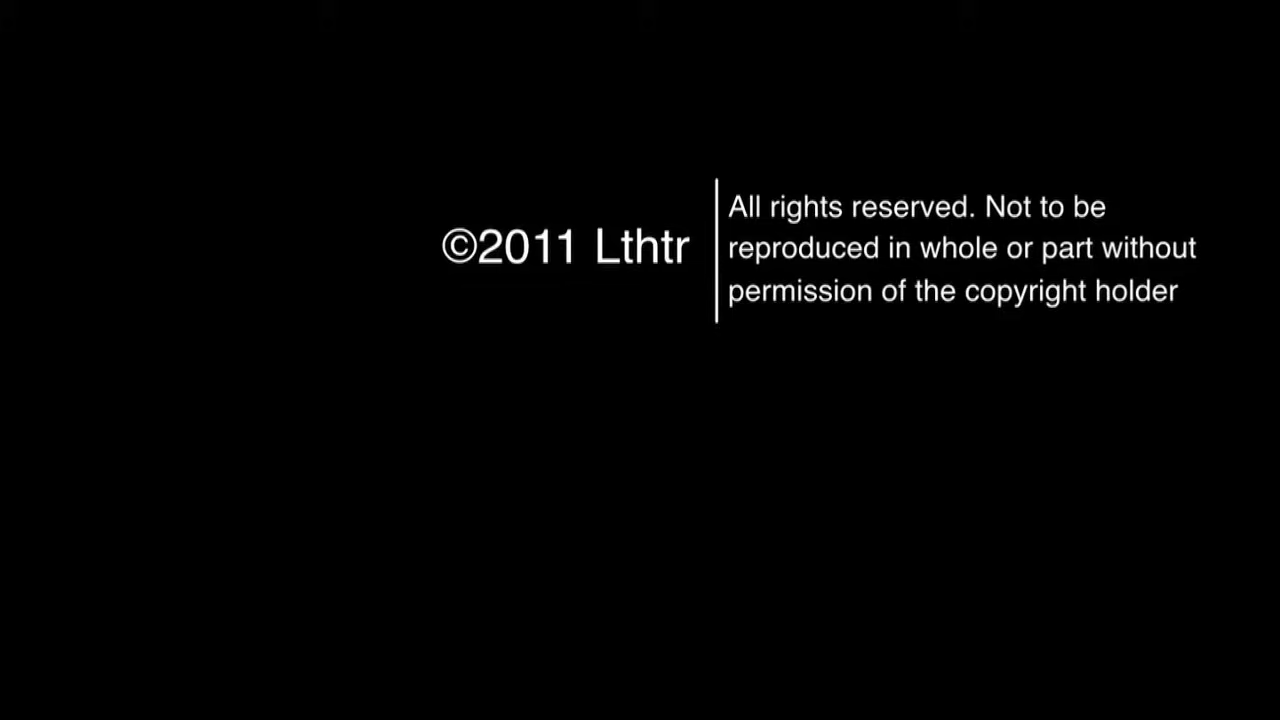 ©2011 Lthtr
All rights reserved. Not to be
reproduced in whole or part without
permission of the copyright holder